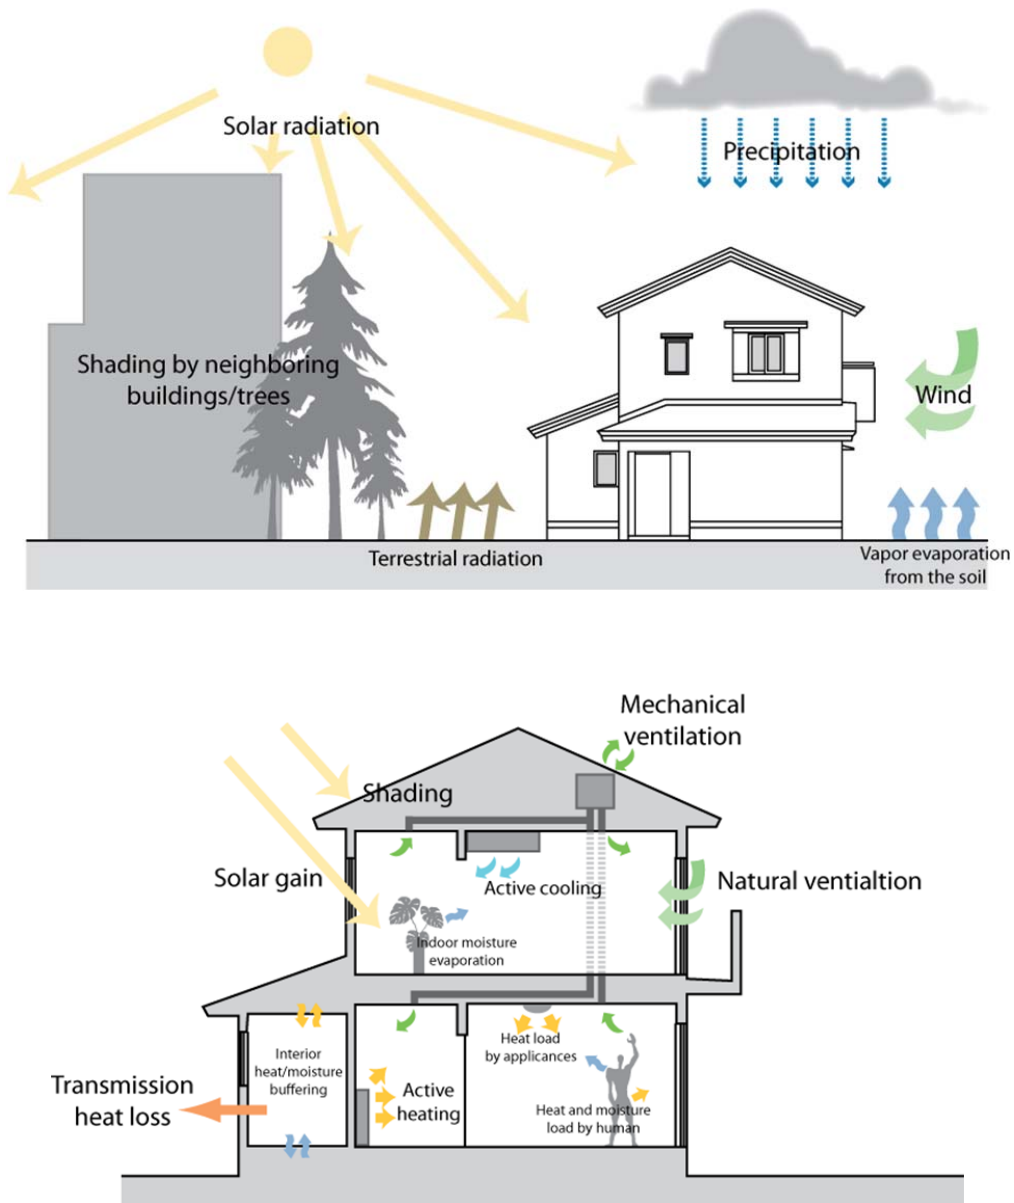 Solar radiation
Precipitation
Shading by neighboring
buildings/trees
Wind
Terrestrial radiation
Vapor evaporation
from the soil
Mechanical
ventilation
Shading
Solar gain
Active cooling
Natural ventialtion
Indoor moisture
evaporation
Heat load
by applicances
Interior
heat/moisture
buffering
Transmission
heat loss
Active
heating
Heat and moisture
load by human